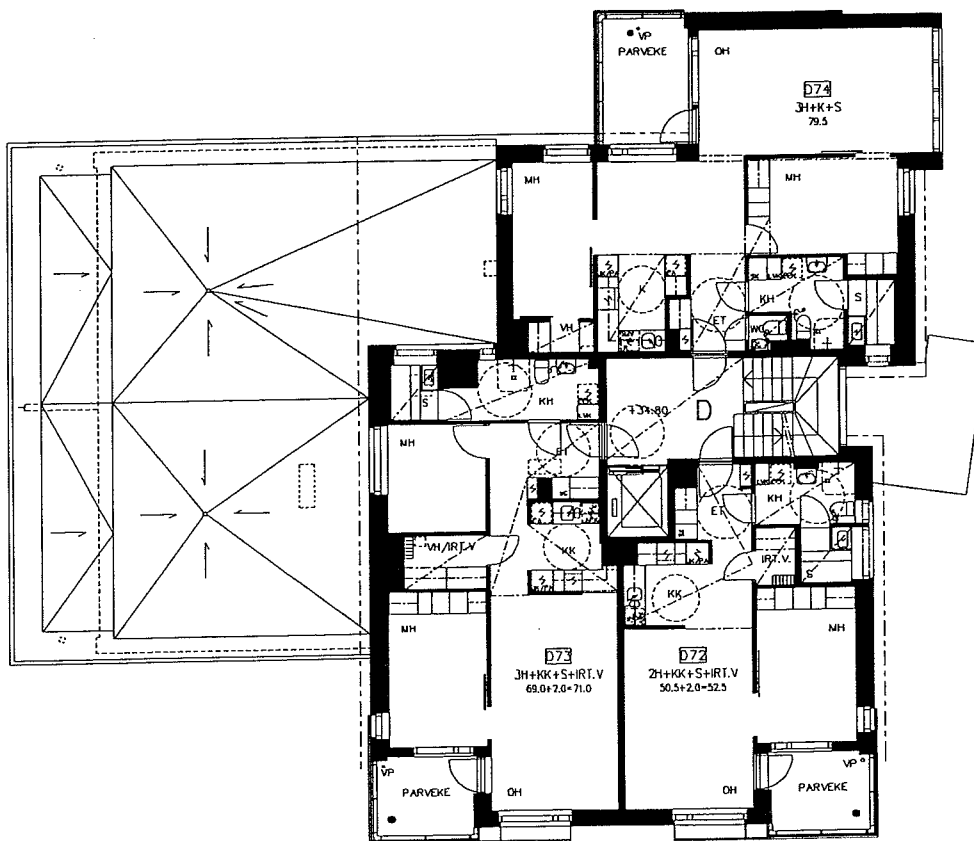 VP
PARVEKE
OH
D74
3H+K+S
79.5
MH
MH
K
KH
S
ET
WC
VH
S
KH
+34.80
D
MH
ET
KH
ET
VH/IRT.V
KK
IRT.V.
S
KK
MH
D73
3H+KK+S+IRT.V
69.0+2.0=71.0
D72
2H+KK+S+IRT.V
50.5+2.0=52.5
MH
VP
PARVEKE
OH
OH
VP
PARVEKE